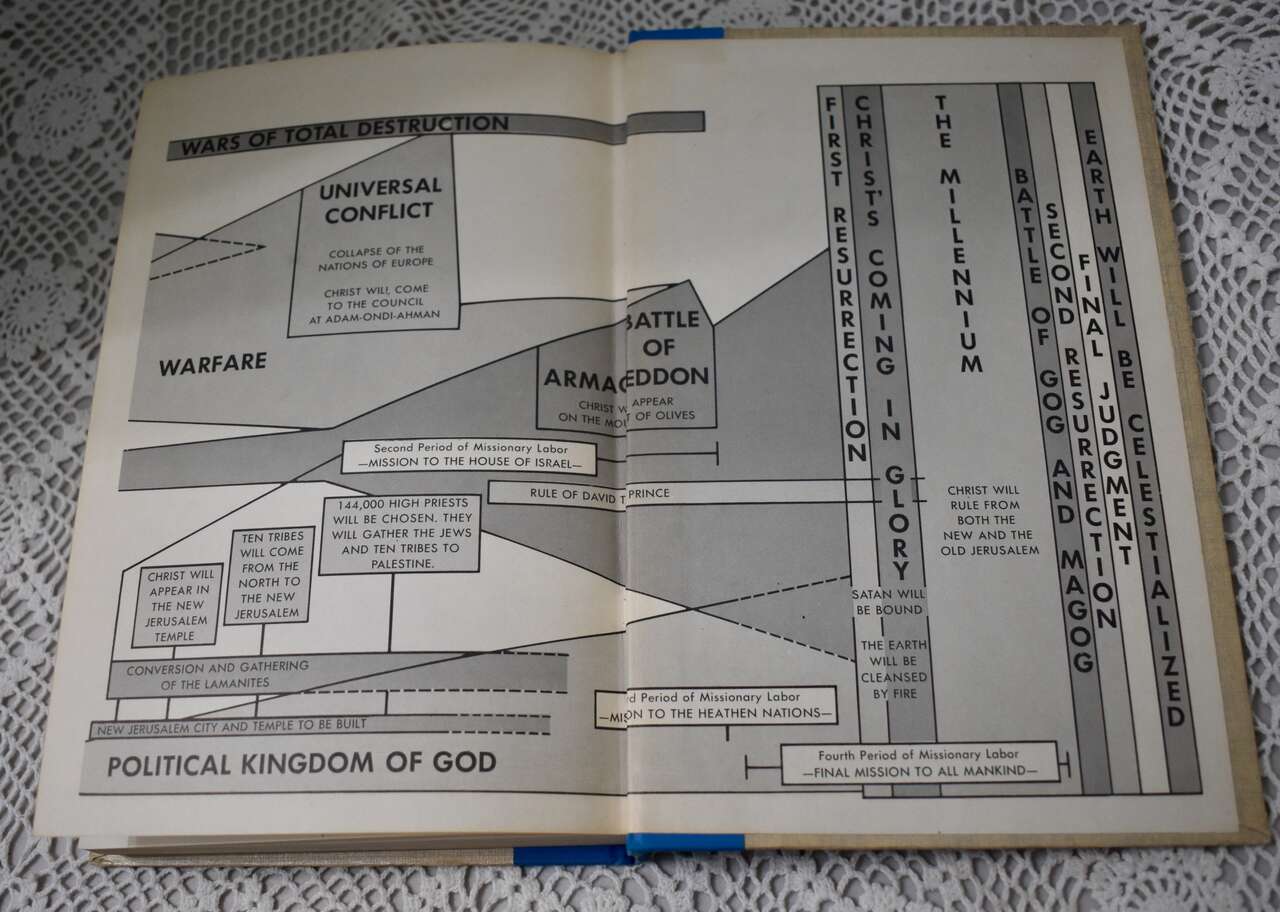 WARS OF TOTAL DESTRUCTION
UNIVERSAL
CONFLICT
COLLAPSE OF THE
NATIONS OF EUROPE
CHRIST WILL COME
TO THE COUNCIL
AT ADAM-ONDI-AHMAN
WARFARE
BATTLE
OF
ARMAGEDDON
CHRIST W APPEAR
ON THE MOUNT OF OLIVES
Second Period of Missionary Labor
—MISSION TO THE HOUSE OF ISRAEL—
RULE OF DAVID T PRINCE
144,000 HIGH PRIESTS
WILL BE CHOSEN. THEY
WILL GATHER THE JEWS
AND TEN TRIBES TO
PALESTINE.
TEN TRIBES
WILL COME
FROM THE
NORTH TO
THE NEW
JERUSALEM
CHRIST WILL
APPEAR IN
THE NEW
JERUSALEM
TEMPLE
CONVERSION AND GATHERING
OF THE LAMANITES
NEW JERUSALEM CITY AND TEMPLE TO BE BUILT
POLITICAL KINGDOM OF GOD
rd Period of Missionary Labor
—MISSION TO THE HEATHEN NATIONS—
Fourth Period of Missionary Labor
—FINAL MISSION TO ALL MANKIND—
FIRST RESURRECTION
CHRIST'S COMING IN GLORY
SATAN WILL
BE BOUND
THE EARTH
WILL BE
CLEANSED
BY FIRE
THE MILLENNIUM
CHRIST WILL
RULE FROM
BOTH THE
NEW AND THE
OLD JERUSALEM
BATTLE OF GOG AND MAGOG
SECOND RESURRECTION
FINAL JUDGMENT
EARTH WILL BE CELESTIALIZED